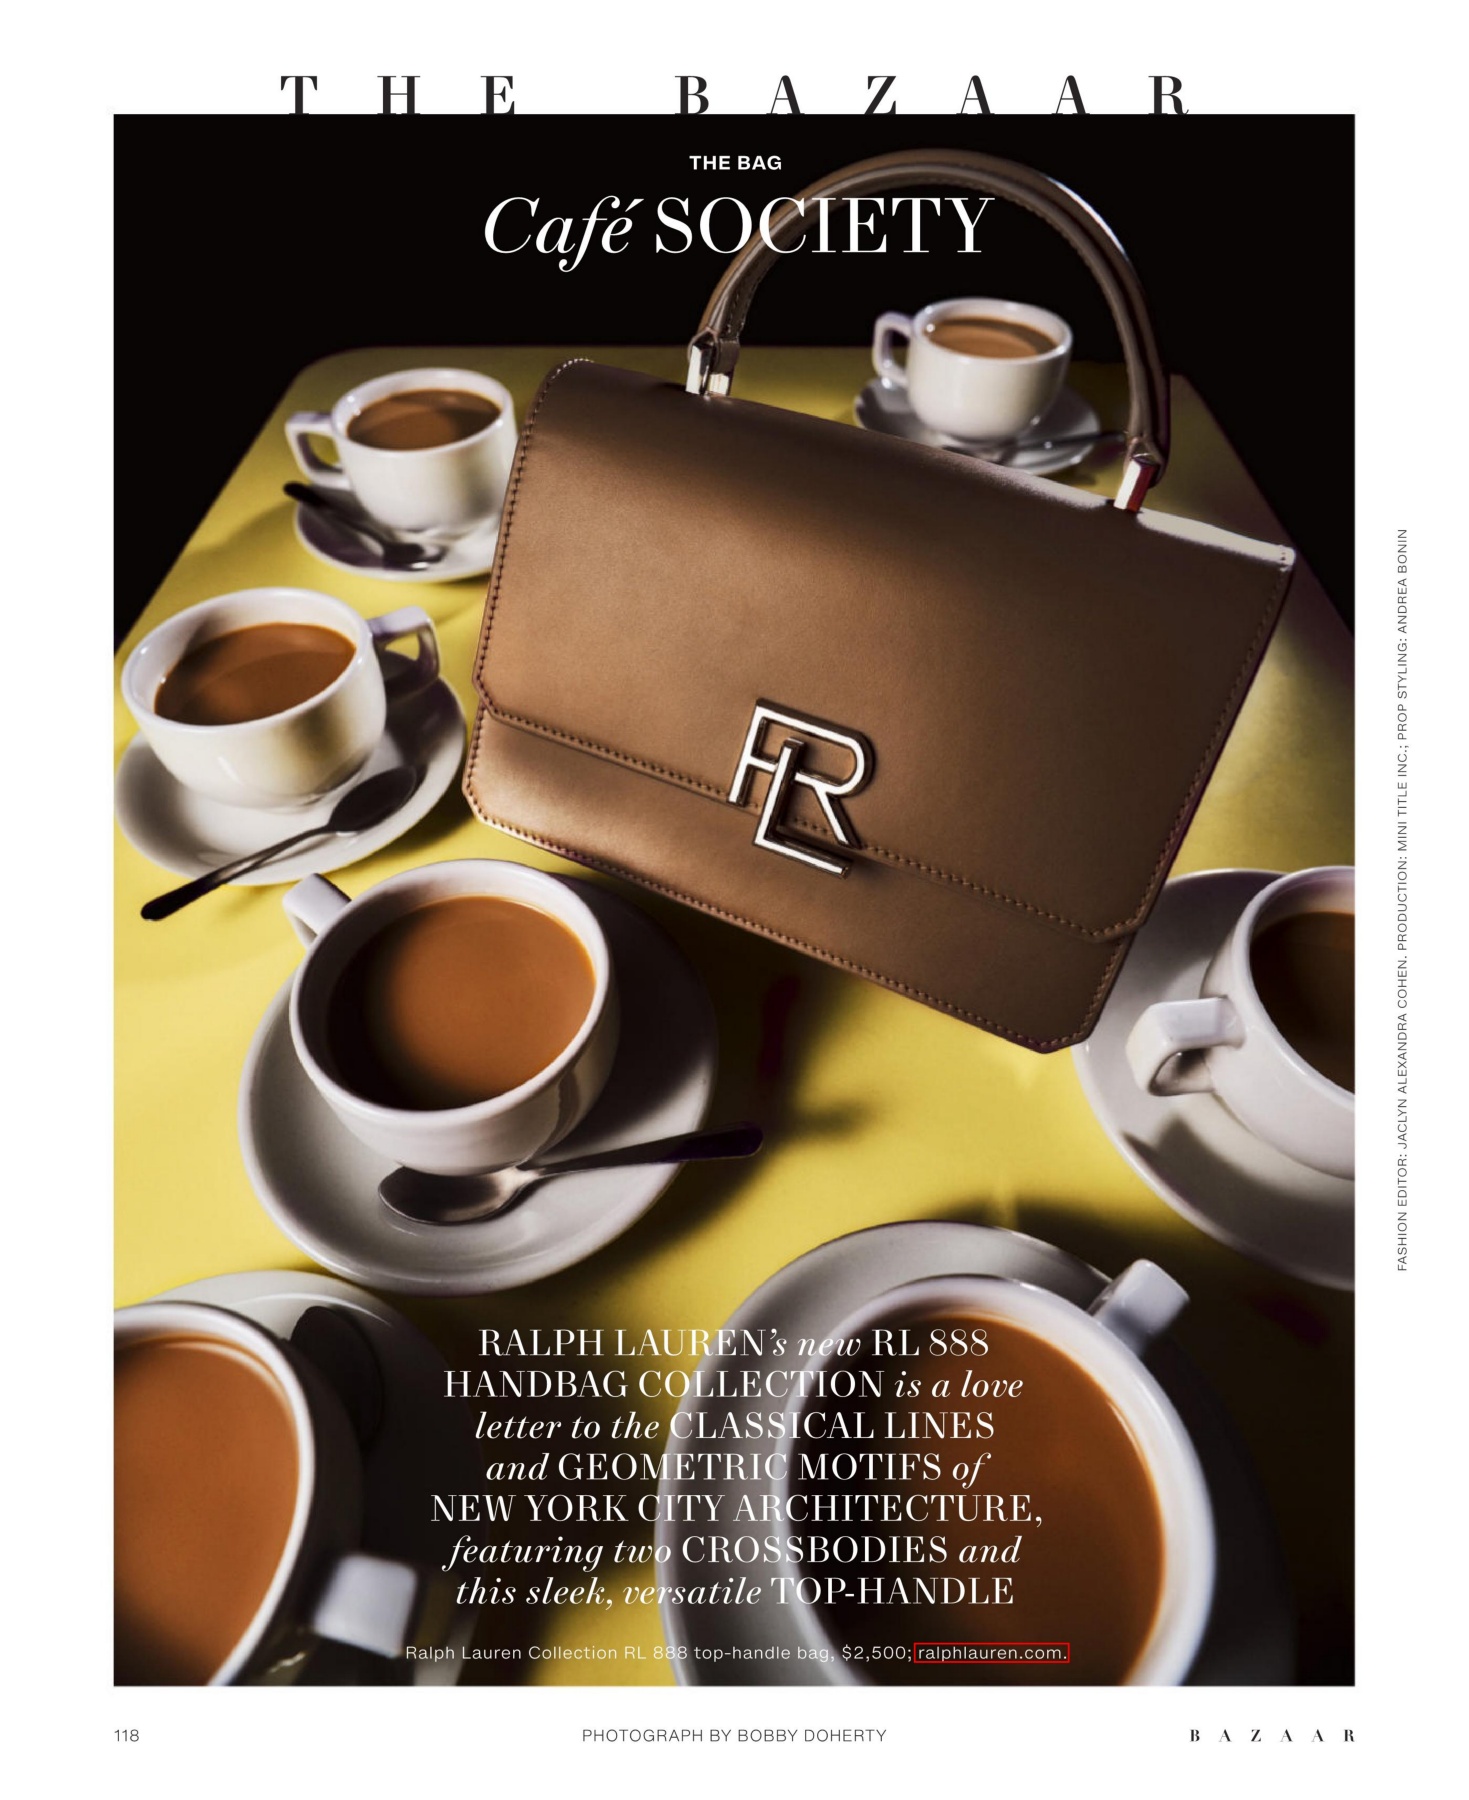 THE BAZAAR
THE BAG
Café SOCIETY
RL
RALPH LAUREN's new RL 888
HANDBAG COLLECTION is a love
letter to the CLASSICAL LINES
and GEOMETRIC MOTIFS of
NEW YORK CITY ARCHITECTURE,
featuring two CROSSBODIES and
this sleek, versatile TOP-HANDLE
Ralph Lauren Collection RL 888 top-handle bag, $2,500; ralphlauren.com.
FASHION EDITOR: JACLYN ALEXANDRA COHEN. PRODUCTION: MINI TITLE INC.; PROP STYLING: ANDREA BONIN
118
PHOTOGRAPH BY BOBBY DOHERTY
BAZAAR